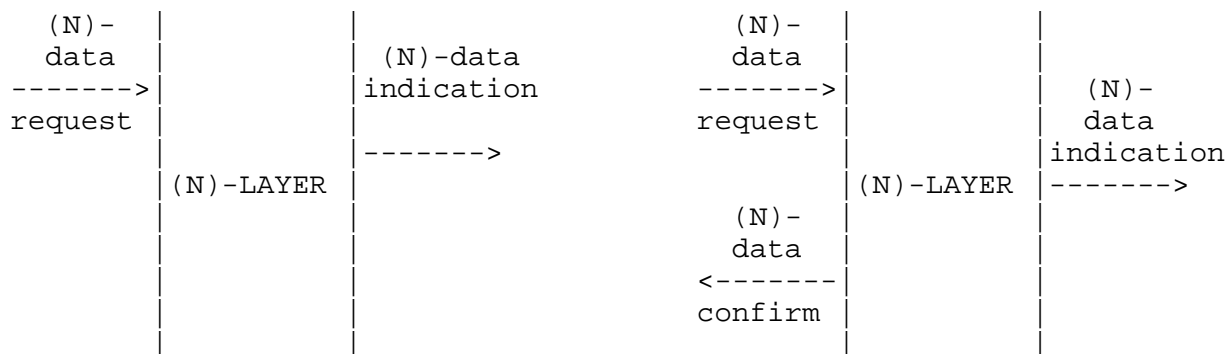 (N)- | | (N)- | |
data | | (N)-data data | |
------->| |indication ------->| | (N)-
request | | request | | data
| |-------> | |indication
|(N)-LAYER | |(N)-LAYER |------->
| | (N)- | |
| | data | |
| | <-------| |
| | confirm | |
| | | |